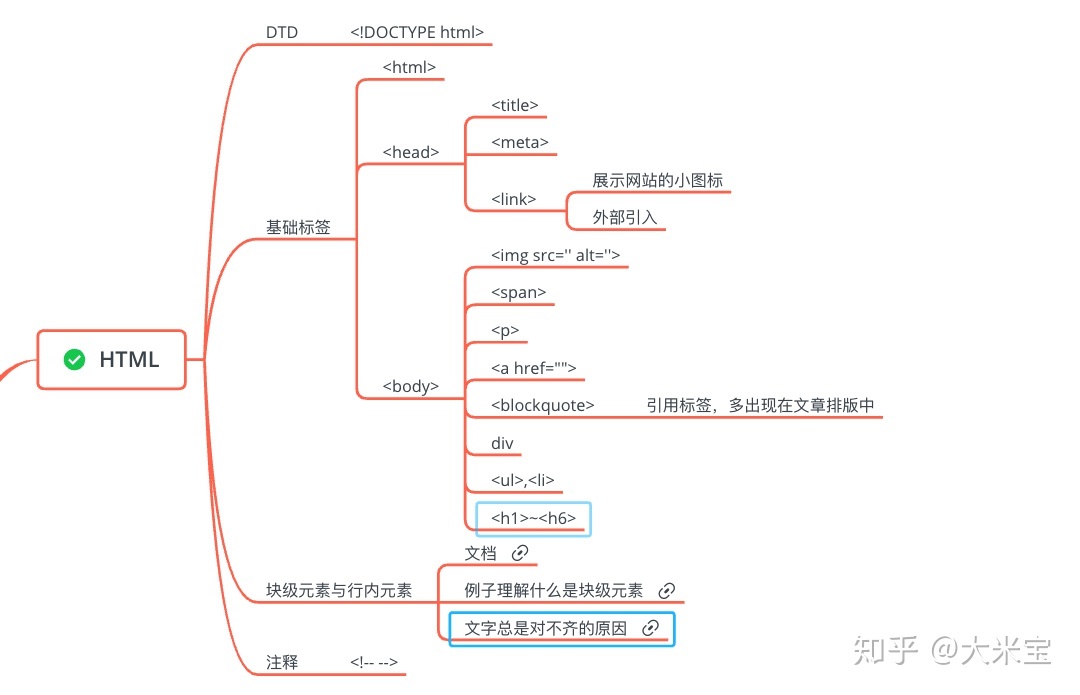 DTD <!DOCTYPE html>
<html>
<title>
<meta>
<head>
展示网站的小图标
<link>
外部引入
基础标签
<img src='' alt=''>
<span>
<p>
HTML
<a href="">
<body>
<blockquote> 引用标签，多出现在文章排版中
div
<ul>,<li>
<h1>~<h6>
文档
块级元素与行内元素 例子理解什么是块级元素
文字总是对不齐的原因
注释 <!-- -->
知乎 @大米宝